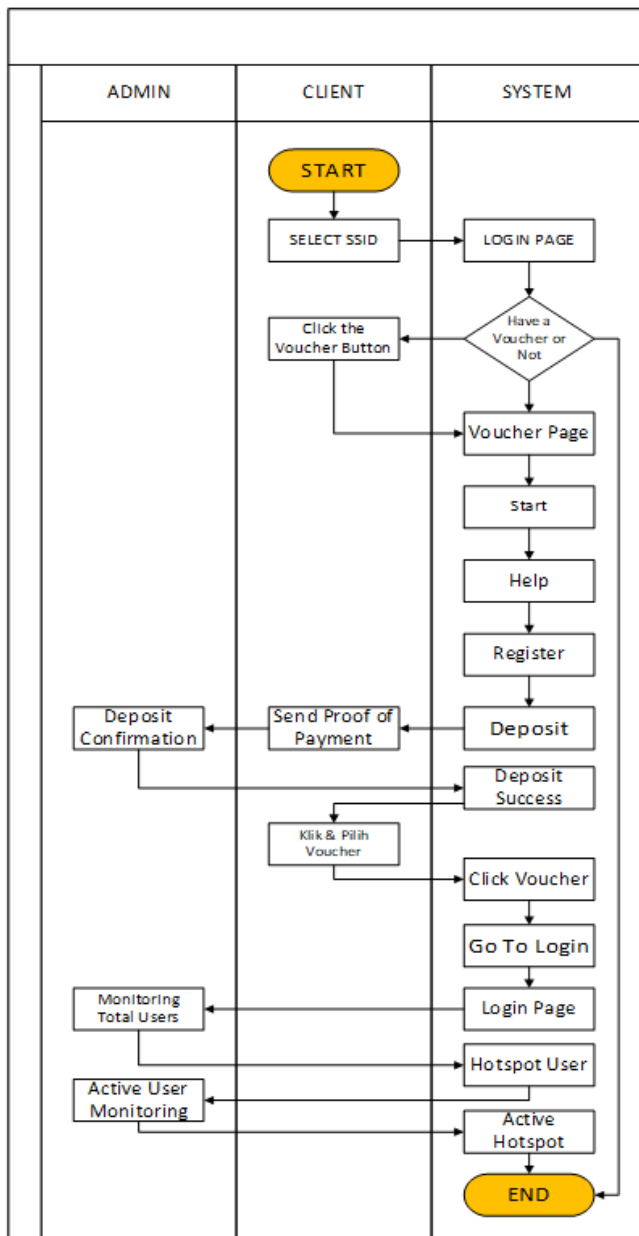 ADMIN
CLIENT
SYSTEM
START
SELECT SSID
LOGIN PAGE
Have a
Voucher or
Not
Click the
Voucher Button
Voucher Page
Start
Help
Register
Deposit
Confirmation
Send Proof of
Payment
Deposit
Deposit
Success
Klik & Pilih
Voucher
Click Voucher
Go To Login
Monitoring
Total Users
Login Page
Hotspot User
Active User
Monitoring
Active
Hotspot
END